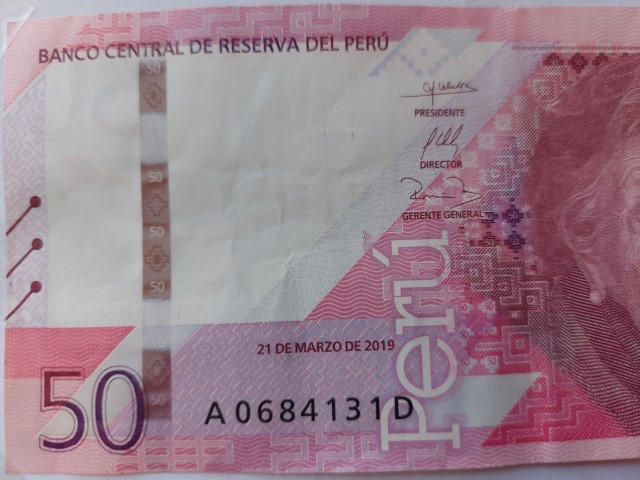 BANCO CENTRAL DE RESERVA DEL PERÚ
PRESIDENTE
DIRECTOR
GERENTE GENERAL
50
50
50
50
50
21 DE MARZO DE 2019
A0684131D
Perú
50